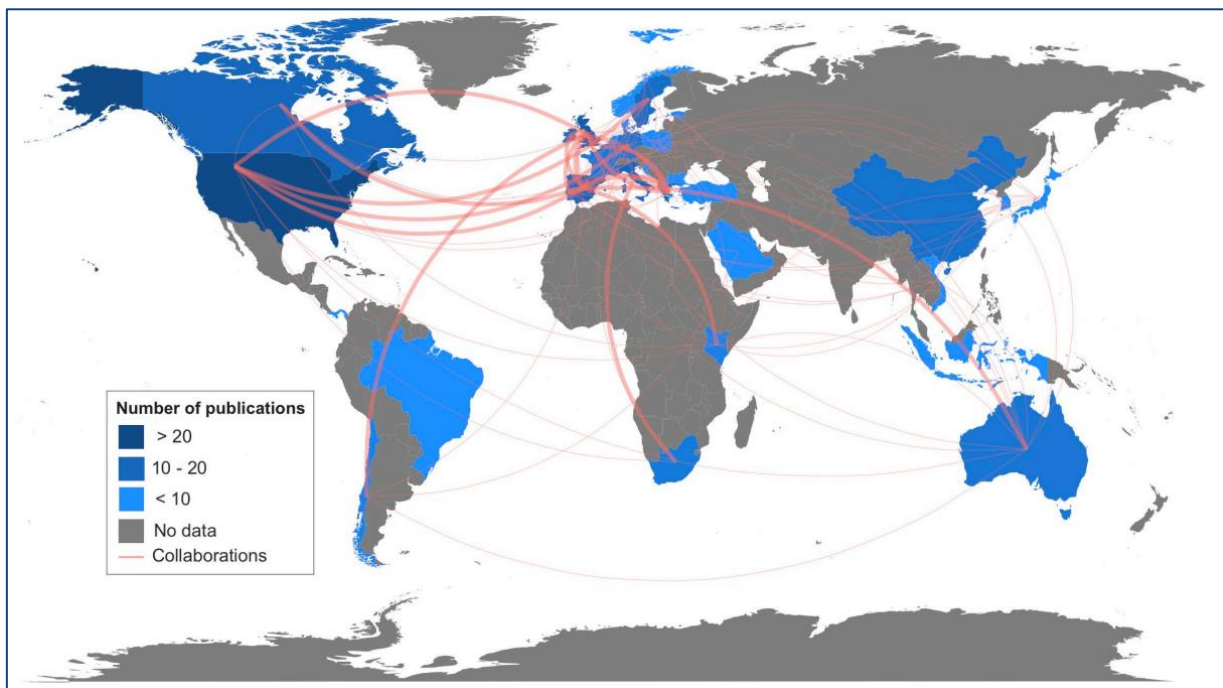 Number of publications
> 20
10 - 20
< 10
No data
Collaborations